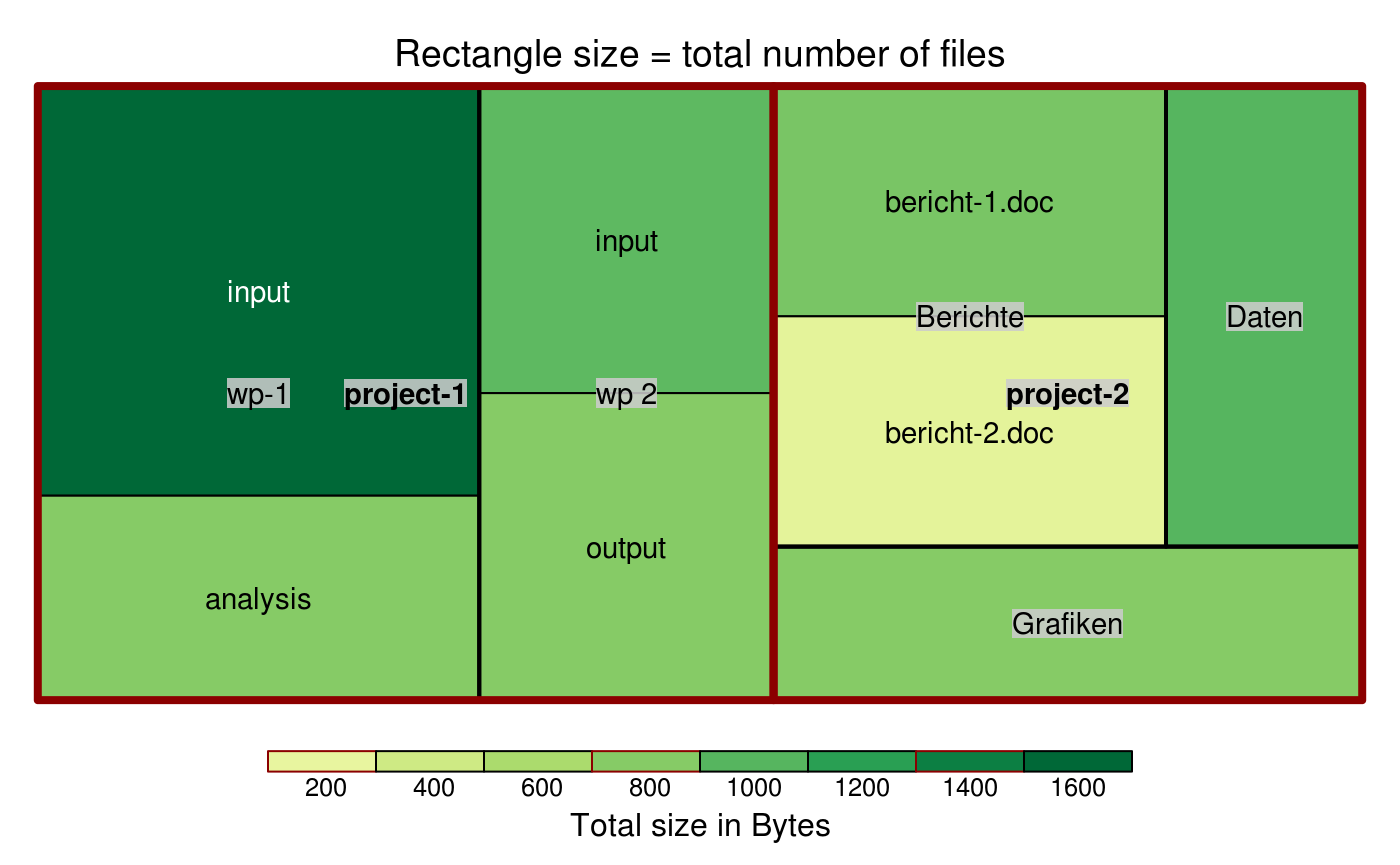 Rectangle size = total number of files
input
wp-1
project-1
analysis
input
wp 2
output
bericht-1.doc
Berichte
project-2
bericht-2.doc
Daten
Grafiken
200 400 600 800 1000 1200 1400 1600
Total size in Bytes